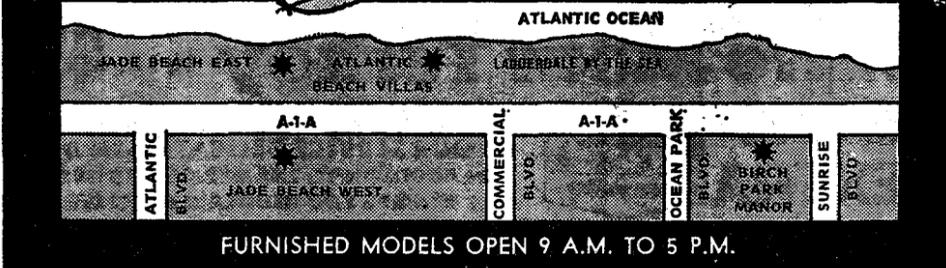 ATLANTIC OCEAN
JADE BEACH EAST
ATLANTIC
BEACH VILLAS
LAUDERDALE BY THE SEA
A-1-A
A-1-A
ATLANTIC
BLVD.
JADE BEACH WEST
COMMERCIAL
BLVD.
OCEAN PARK
BLVD.
BIRCH
PARK
MANOR
SUNRISE
BLVD.
FURNISHED MODELS OPEN 9 A.M. TO 5 P.M.